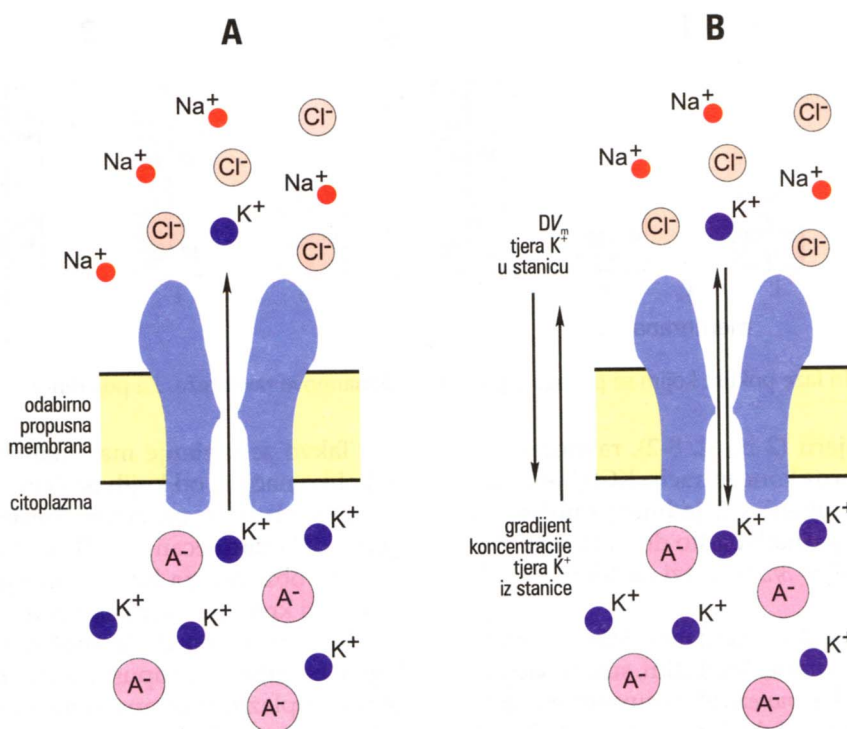 A
B
Na⁺
Cl⁻
Na⁺
Cl⁻
Na⁺
Cl⁻
K⁺
Na⁺
Cl⁻
odabirno
propusna
membrana
citoplazma
K⁺
K⁺
A⁻
A⁻
K⁺
K⁺
K⁺
A⁻
A⁻
Na⁺
Cl⁻
Na⁺
Cl⁻
Na⁺
Cl⁻
K⁺
Cl⁻
DVₘ
tjera K⁺
u stanicu
gradijent
koncentracije
tjera K⁺
iz stanice
K⁺
K⁺
A⁻
A⁻
K⁺
K⁺
K⁺
A⁻
A⁻